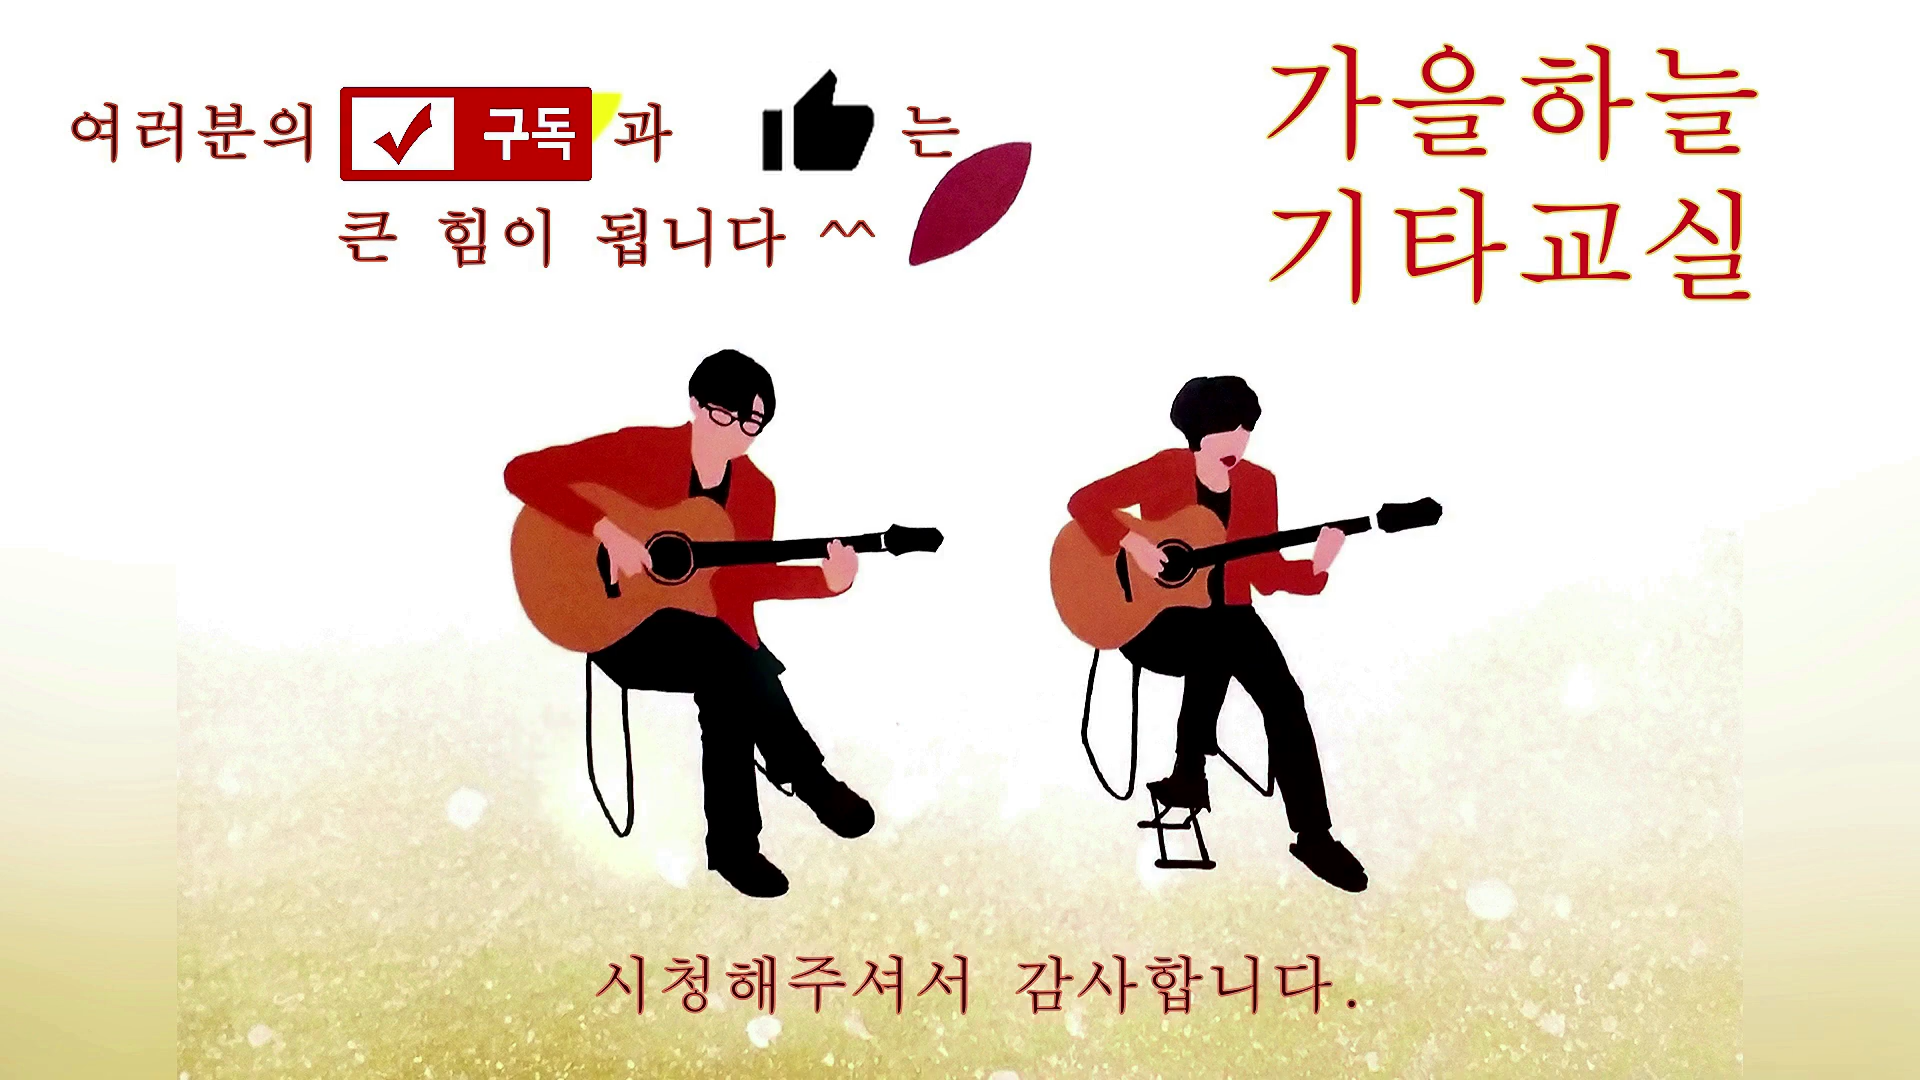 여러분의 구독과 는
큰 힘이 됩니다 ^^
가을하늘
기타교실
시청해주셔서 감사합니다.